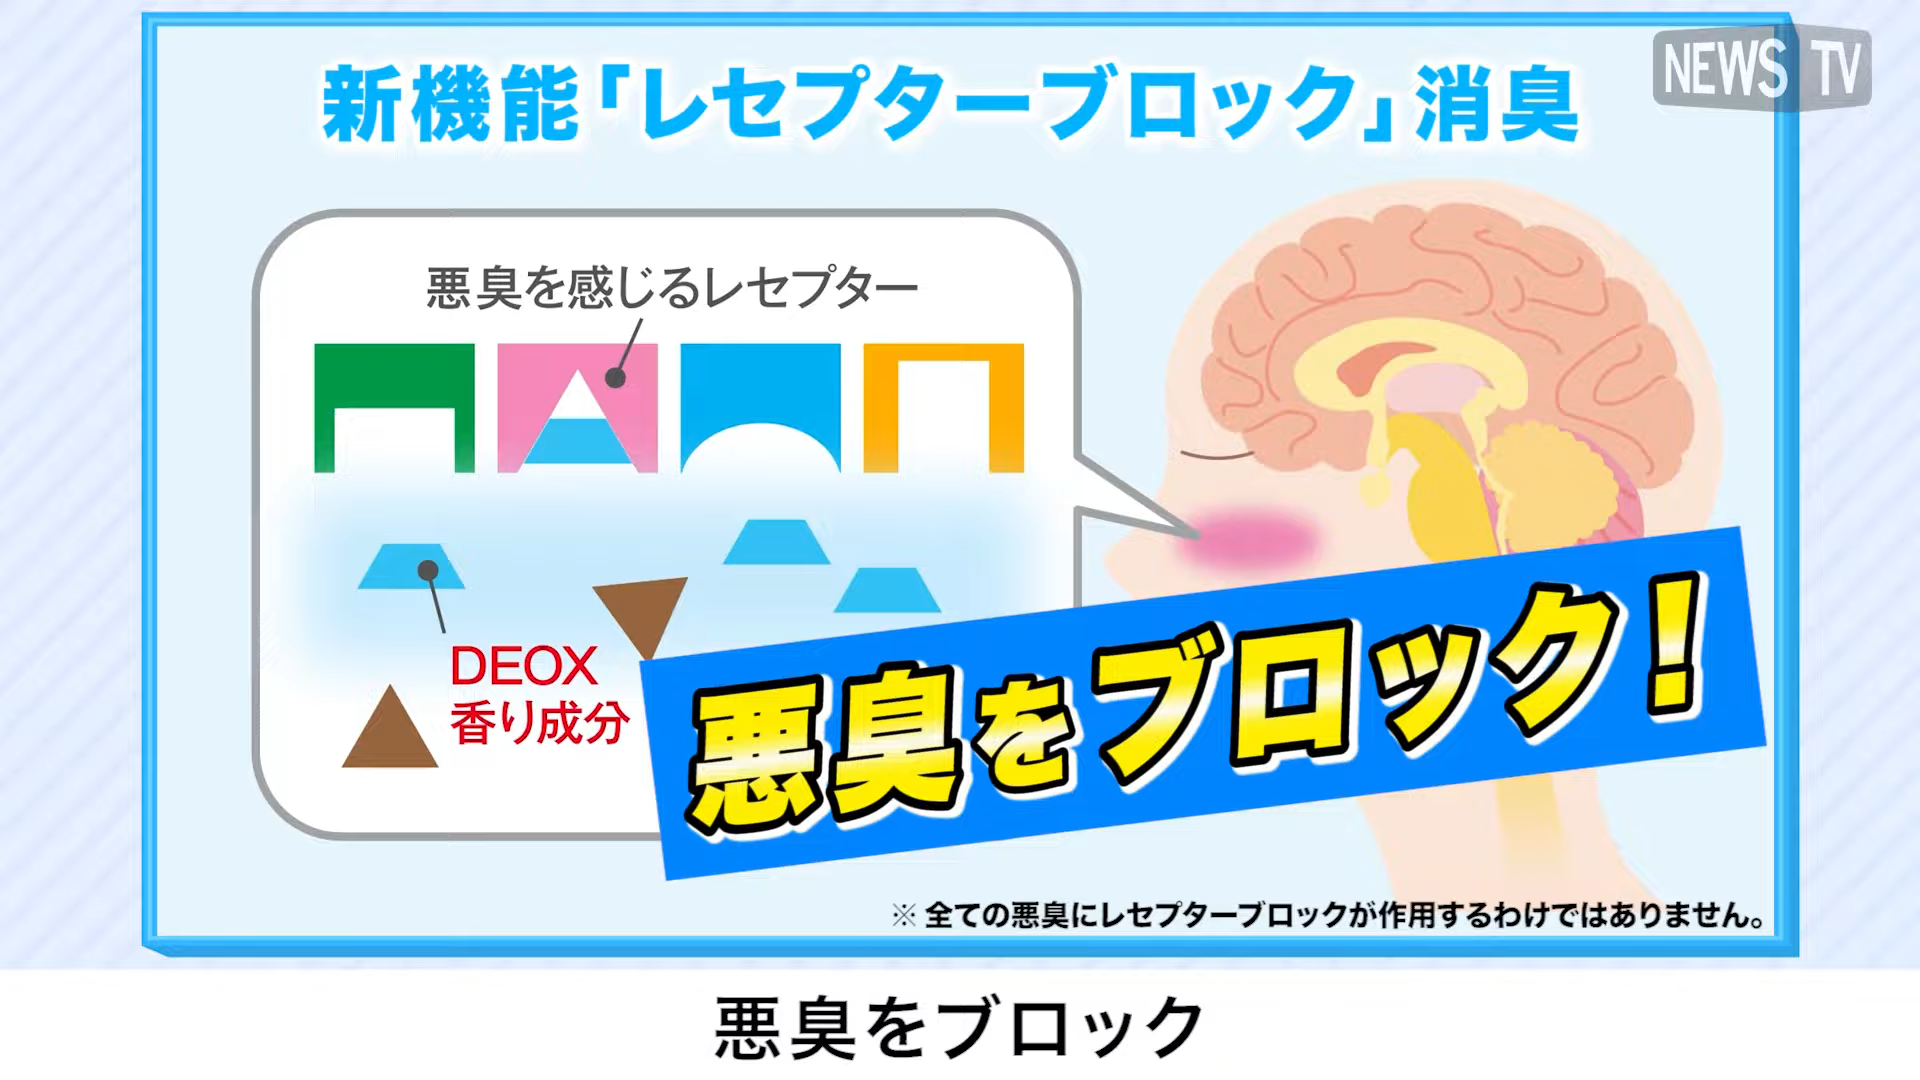 NEWS TV
新機能「レセプターブロック」消臭
悪臭を感じるレセプター
DEOX
香り成分
悪臭をブロック！
※ 全ての悪臭にレセプターブロックが作用するわけではありません。
悪臭をブロック